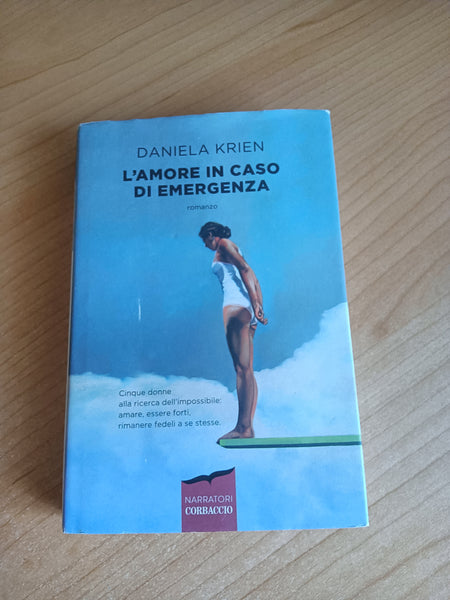 DANIELA KRIEN
L'AMORE IN CASO
DI EMERGENZA
romanzo
Cinque donne
alla ricerca dell'impossibile:
amare, essere forti,
rimanere fedeli a se stesse.
NARRATORI
CORBACCIO